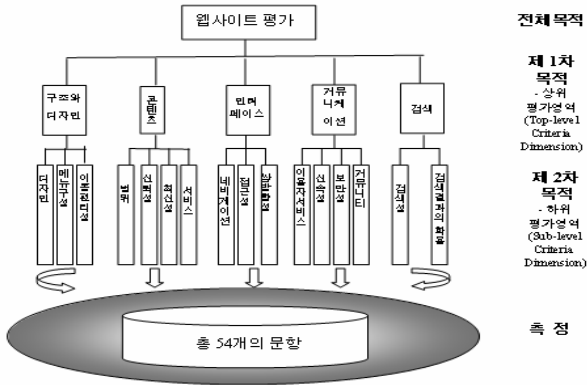 웹사이트 평가
전체 목적
구조와
디자인
콘텐츠
인터
페이스
커뮤
니케
이션
검색
제 1차
목적
- 상위
평가영역
(Top-level
Criteria
Dimension)
디자인
메뉴구성
이동편리성
범위
신뢰성
최신성
서비스
네비게이션
접근성
쌍방향성
이용자서비스
신속성
보안성
커뮤니티
검색성
검색결과의 활용
제 2차
목적
- 하위
평가영역
(Sub-level
Criteria
Dimension)
총 54개의 문항
측 정